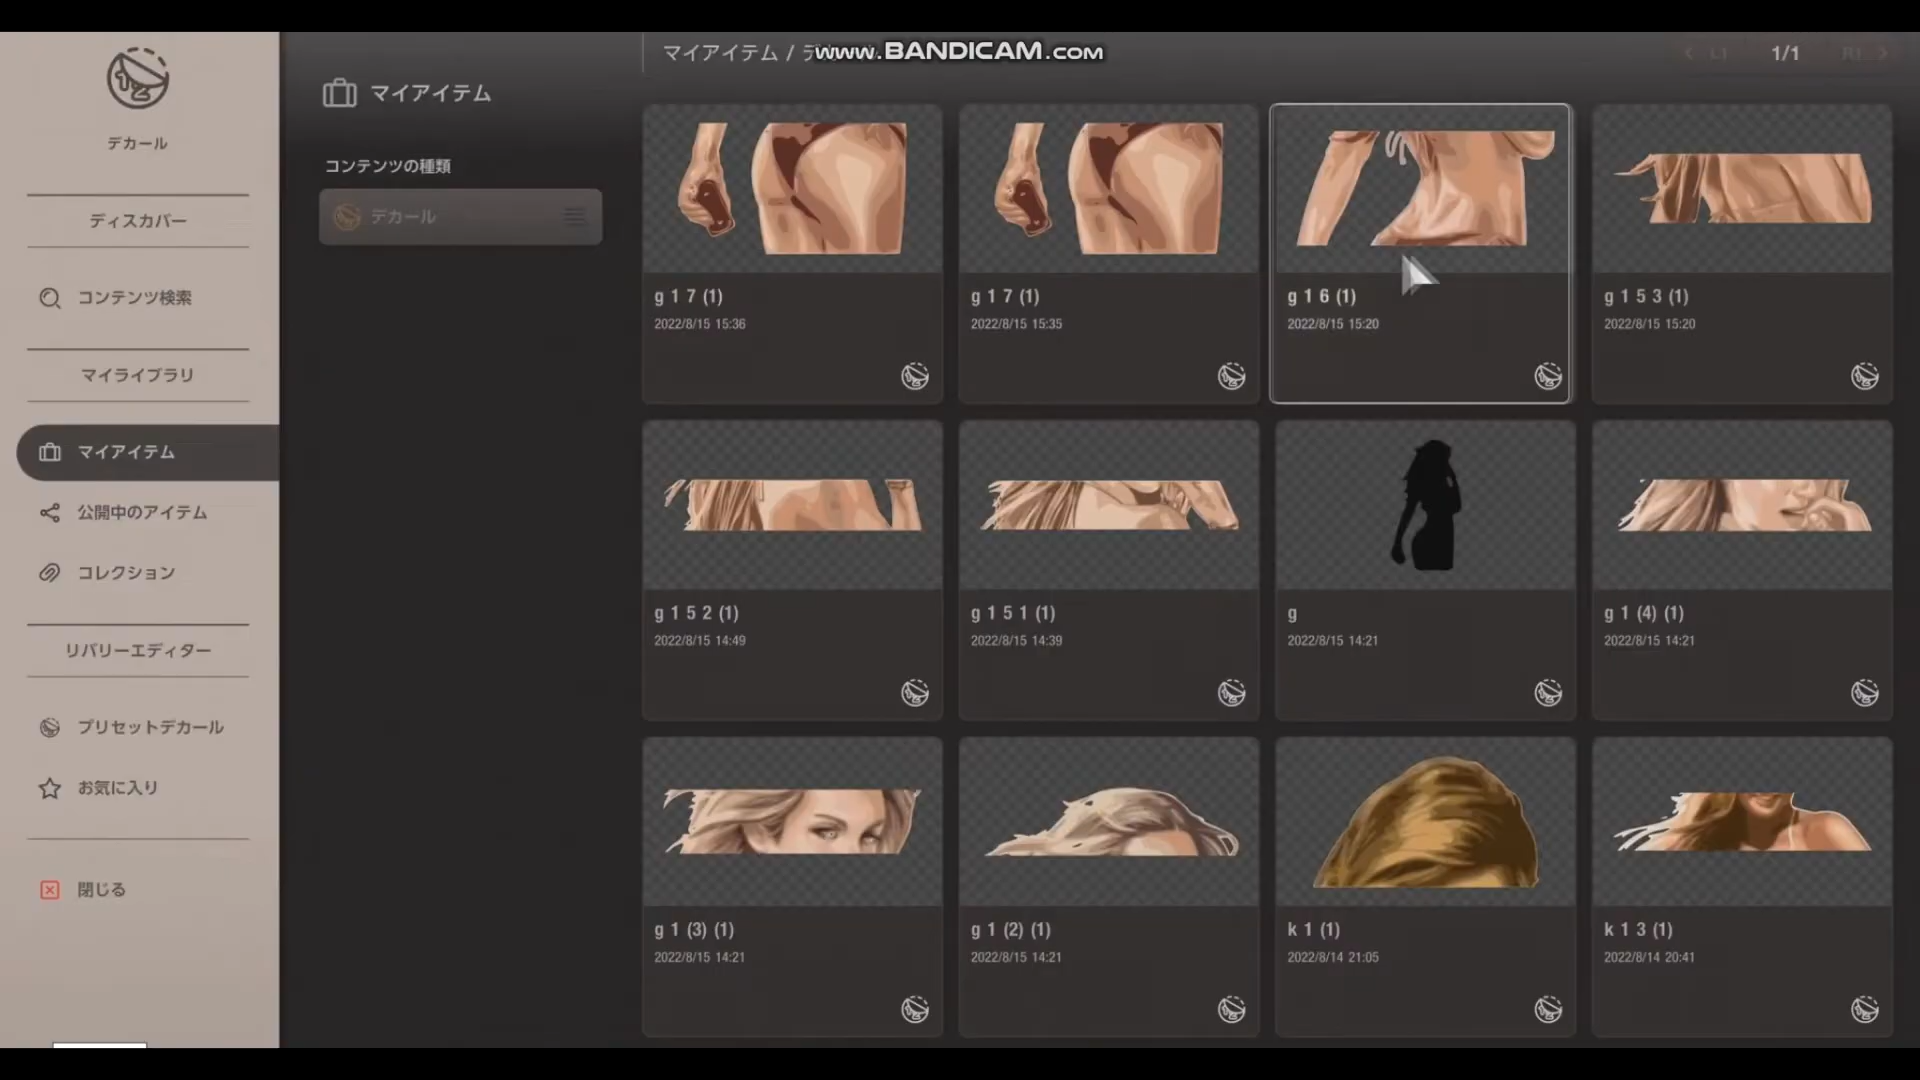 www.BANDICAM.com
デカール
ディスカバー
コンテンツ検索
マイライブラリ
マイアイテム
公開中のアイテム
コレクション
リバリーエディター
プリセットデカール
お気に入り
閉じる
マイアイテム
コンテンツの種類
デカール
マイアイテム / デ
L1
1/1
R1
g 1 7 (1)
2022/8/15 15:36
g 1 7 (1)
2022/8/15 15:35
g 1 6 (1)
2022/8/15 15:20
g 1 5 3 (1)
2022/8/15 15:20
g 1 5 2 (1)
2022/8/15 14:49
g 1 5 1 (1)
2022/8/15 14:39
g
2022/8/15 14:21
g 1 (4) (1)
2022/8/15 14:21
g 1 (3) (1)
2022/8/15 14:21
g 1 (2) (1)
2022/8/15 14:21
k 1 (1)
2022/8/14 21:05
k 1 3 (1)
2022/8/14 20:41